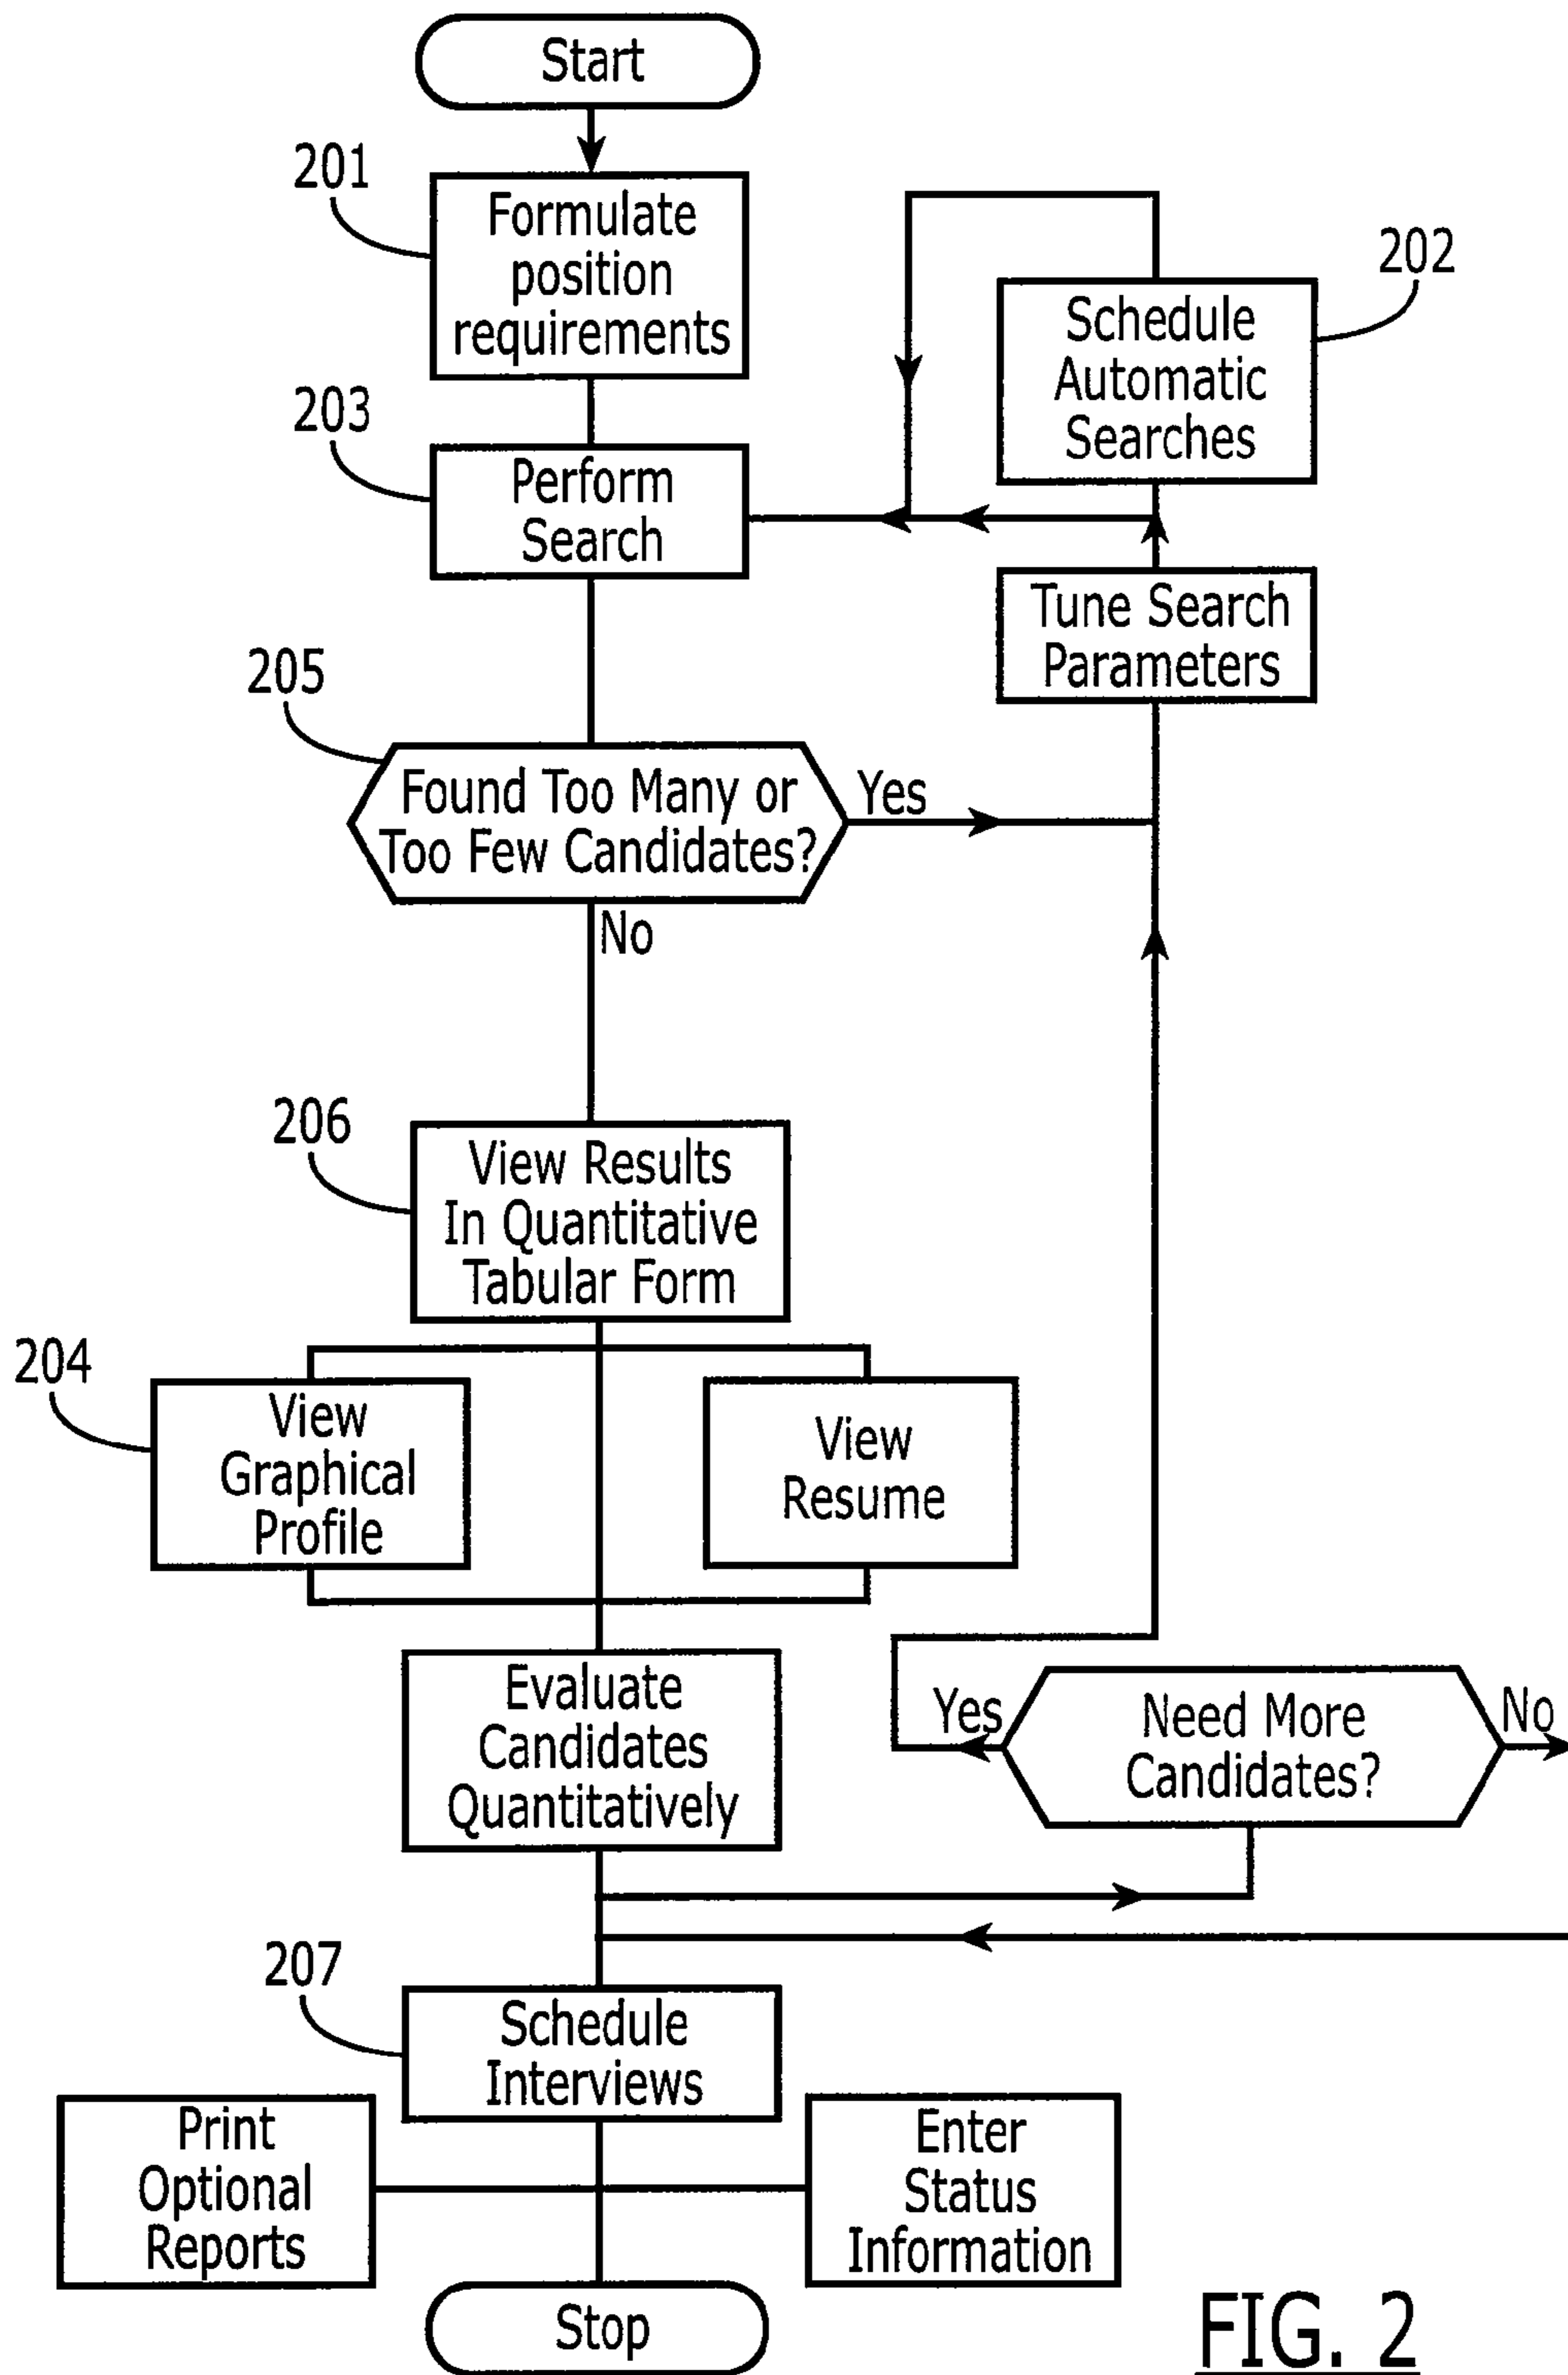 Start
201
Formulate
position
requirements
202
Schedule
Automatic
Searches
203
Perform
Search
Tune Search
Parameters
205
Found Too Many or
Too Few Candidates?
Yes
No
206
View Results
In Quantitative
Tabular Form
204
View
Graphical
Profile
View
Resume
Evaluate
Candidates
Quantitatively
Yes
Need More
Candidates?
No
207
Schedule
Interviews
Print
Optional
Reports
Enter
Status
Information
Stop
FIG. 2